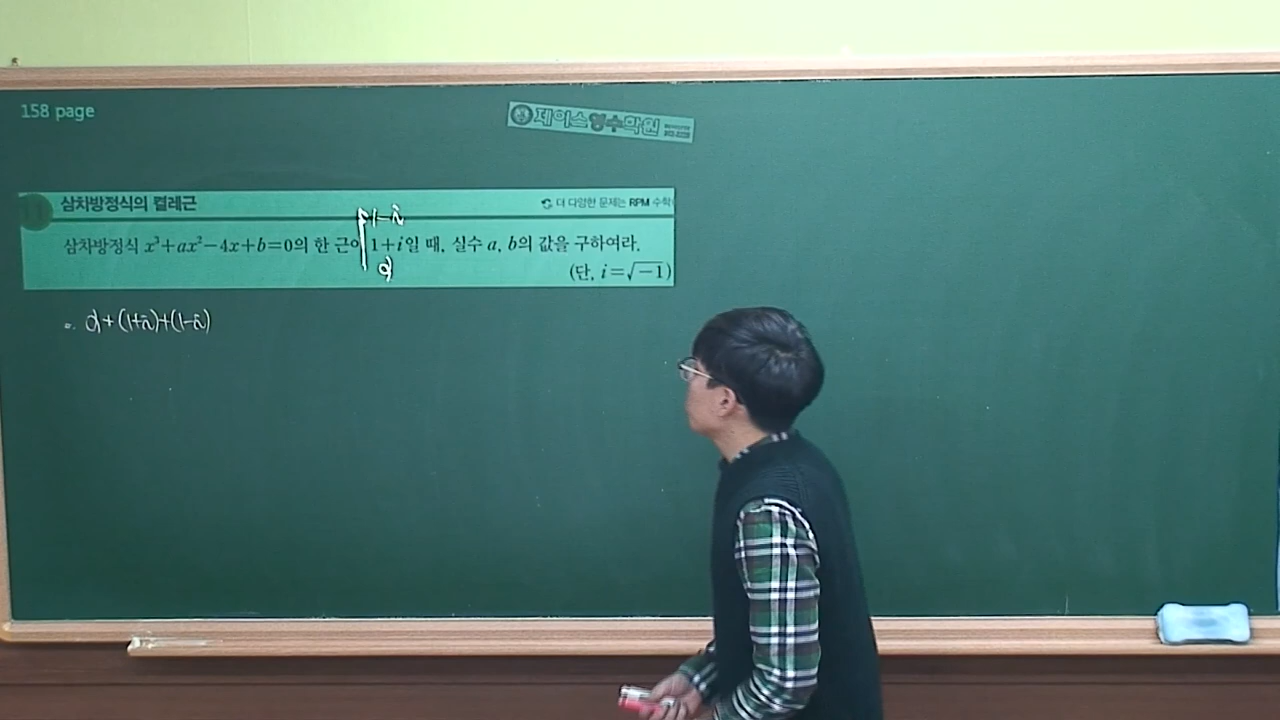 158 page
제이스영수학원
삼차방정식의 켤레근
더 다양한 문제는 RPM 수학
1-i
삼차방정식 x³+ax²-4x+b=0의 한 근이 1+i일 때, 실수 a, b의 값을 구하여라.
α
(단, i=√-1)
α+(1+i)+(1-i)